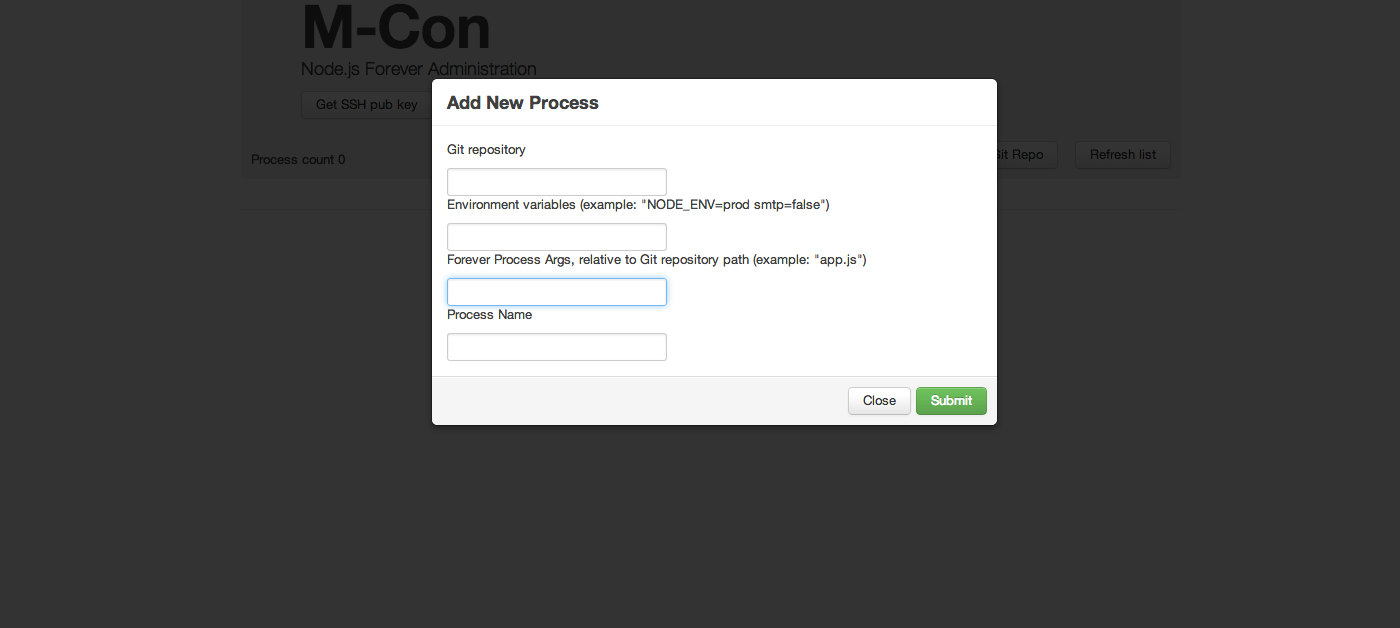 M-Con
Node.js Forever Administration
Get SSH pub key
Process count 0
Git Repo
Refresh list
Add New Process
Git repository
Environment variables (example: "NODE_ENV=prod smtp=false")
Forever Process Args, relative to Git repository path (example: "app.js")
Process Name
Close
Submit